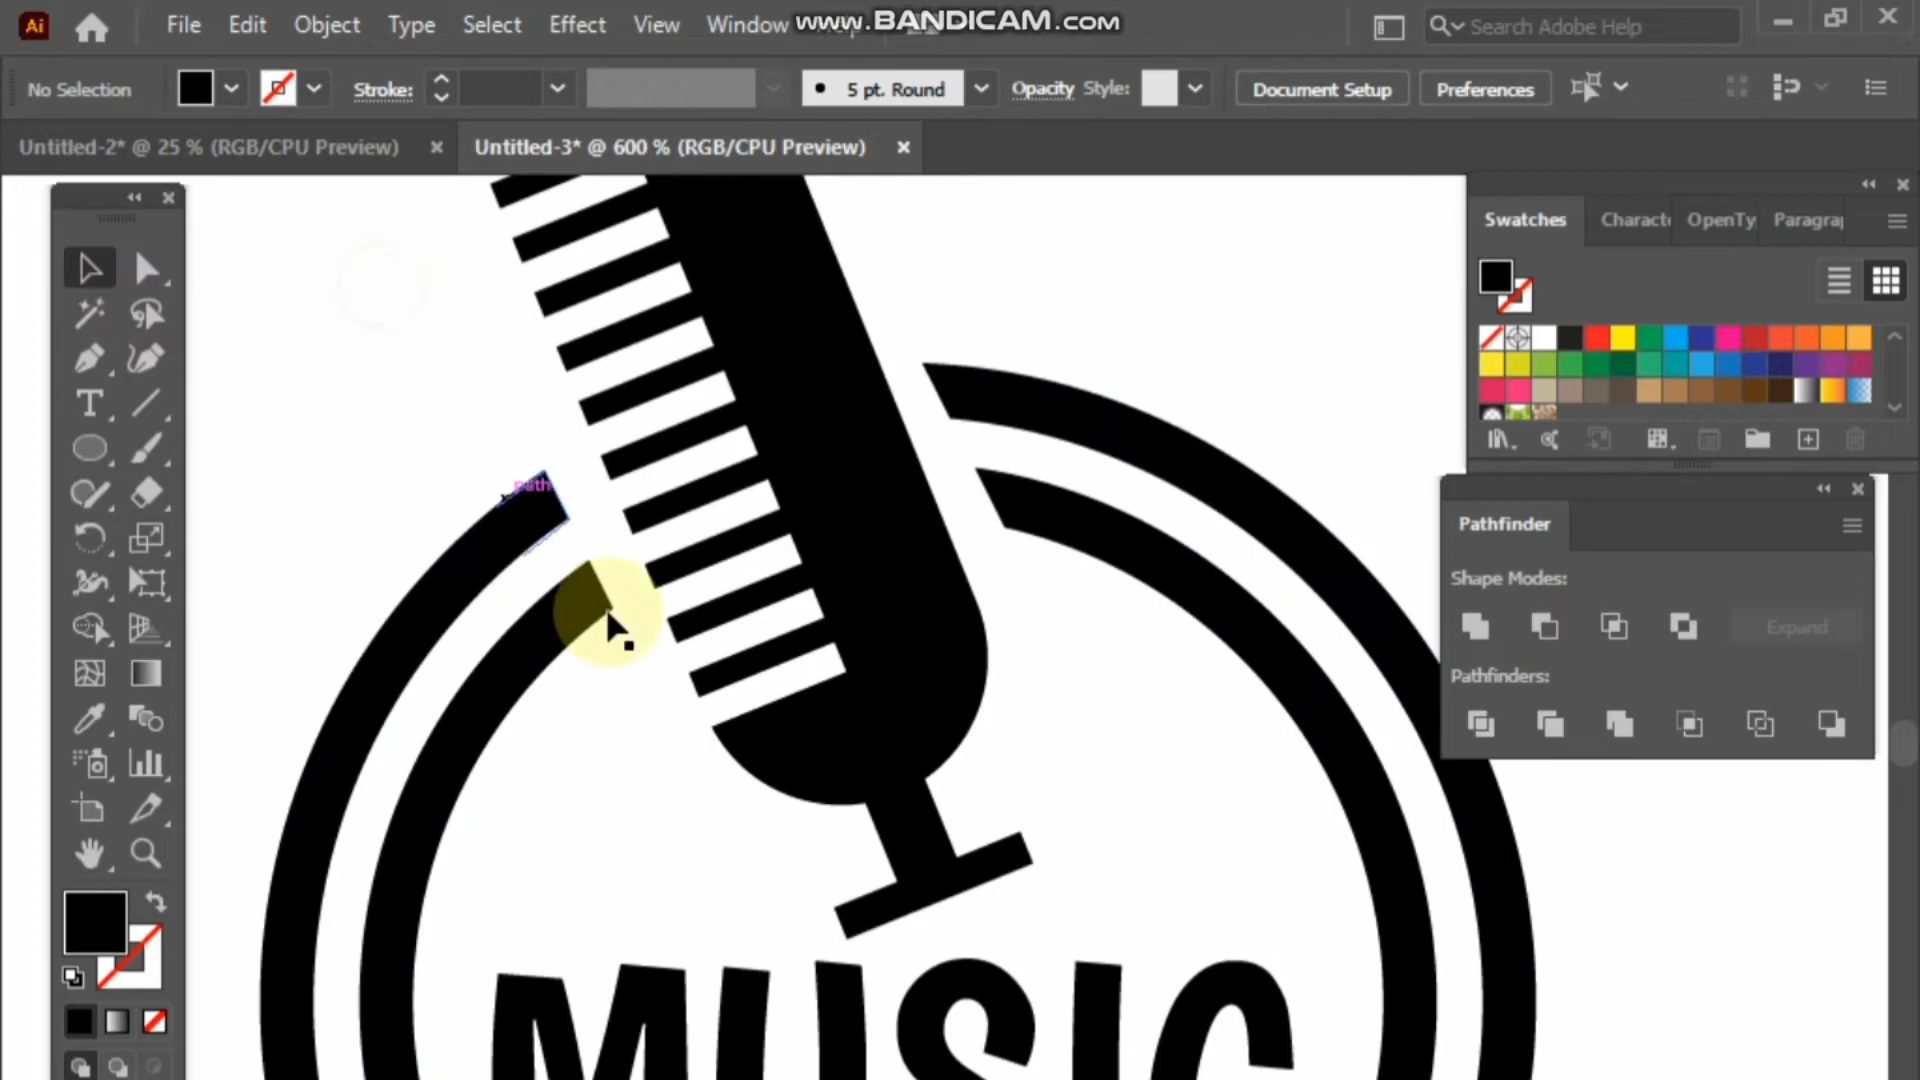 Ai File Edit Object Type Select Effect View Window www.BANDICAM.com Search Adobe Help
No Selection Stroke: 5 pt. Round Opacity Style: Document Setup Preferences
Untitled-2* @ 25 % (RGB/CPU Preview) × Untitled-3* @ 600 % (RGB/CPU Preview) ×
Swatches Characte OpenTy Paragra
path
Pathfinder
Shape Modes:
Expand
Pathfinders:
MUSIC